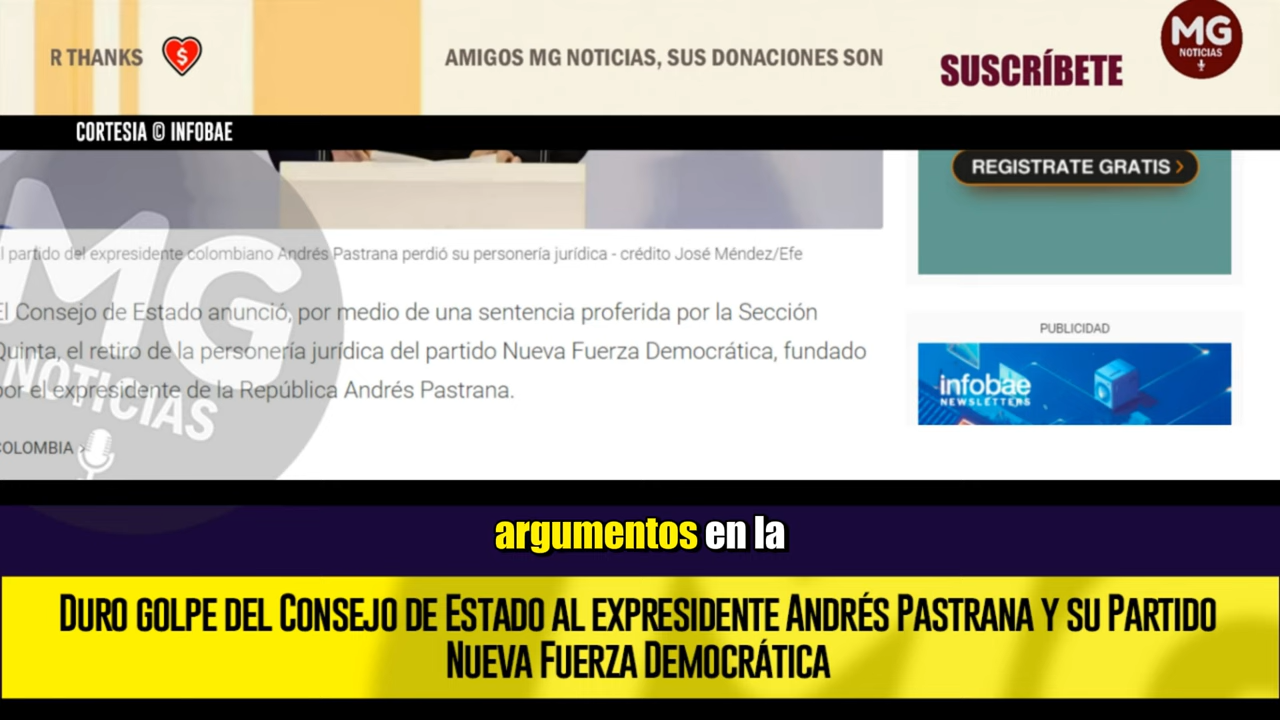 R THANKS
AMIGOS MG NOTICIAS, SUS DONACIONES SON
SUSCRÍBETE
MG
NOTICIAS
CORTESIA © INFOBAE
REGISTRATE GRATIS >
l partido del expresidente colombiano Andrés Pastrana perdió su personería jurídica - crédito José Méndez/Efe
El Consejo de Estado anunció, por medio de una sentencia proferida por la Sección
Quinta, el retiro de la personería jurídica del partido Nueva Fuerza Democrática, fundado
por el expresidente de la República Andrés Pastrana.
COLOMBIA >
MG
NOTICIAS
PUBLICIDAD
infobae
NEWSLETTERS
argumentos en la
DURO GOLPE DEL CONSEJO DE ESTADO AL EXPRESIDENTE ANDRÉS PASTRANA Y SU PARTIDO
NUEVA FUERZA DEMOCRÁTICA